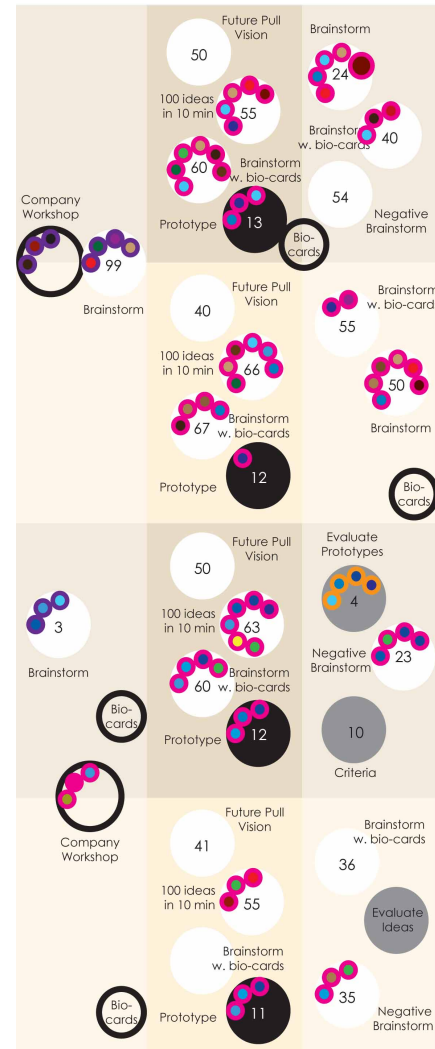 Future Pull
Vision
50
100 ideas
in 10 min
55
60
Brainstorm
w. bio-cards
Prototype
13
Bio-
cards
Brainstorm
24
Brainstorm
w. bio-cards
40
54
Negative
Brainstorm
Company
Workshop
99
Brainstorm
Future Pull
Vision
40
100 ideas
in 10 min
66
67
Brainstorm
w. bio-cards
Prototype
12
Brainstorm
w. bio-card
55
50
Brainstorm
Bio-
cards
3
Brainstorm
Bio-
cards
Future Pull
Vision
50
100 ideas
in 10 min
63
60
Brainstorm
w. bio-cards
Prototype
12
Evaluate
Prototypes
4
Negative
Brainstorm
23
10
Criteria
Company
Workshop
Bio-
cards
Future Pull
Vision
41
100 ideas
in 10 min
55
Brainstorm
w. bio-cards
Prototype
11
Brainstorm
w. bio-cards
36
Evaluate
Ideas
35
Negative
Brainstorm